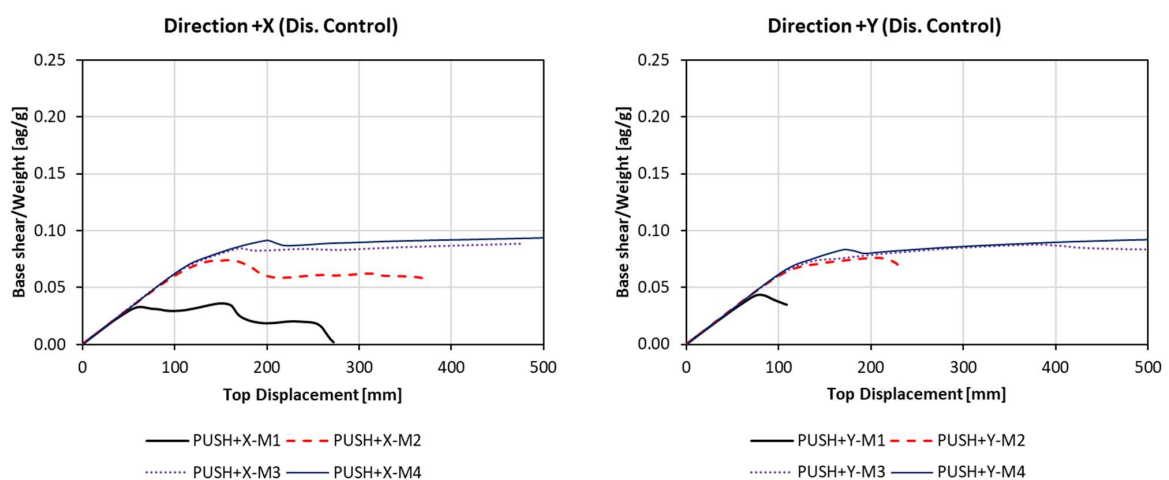 Direction +X (Dis. Control)
Base shear/Weight [ag/g]
0.25
0.20
0.15
0.10
0.05
0.00
0 100 200 300 400 500
Top Displacement [mm]
PUSH+X-M1 PUSH+X-M2
PUSH+X-M3 PUSH+X-M4
Direction +Y (Dis. Control)
Base shear/Weight [ag/g]
0.25
0.20
0.15
0.10
0.05
0.00
0 100 200 300 400 500
Top Displacement [mm]
PUSH+Y-M1 PUSH+Y-M2
PUSH+Y-M3 PUSH+Y-M4